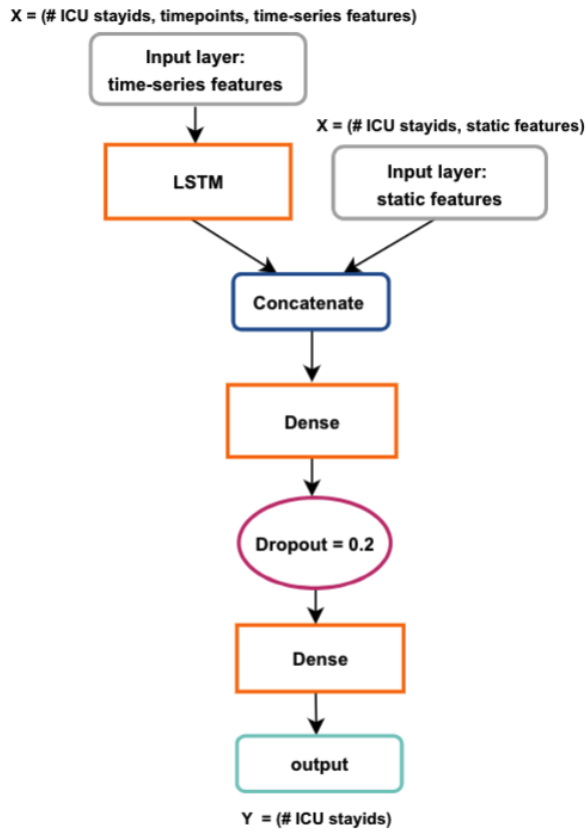 X = (# ICU stayids, timepoints, time-series features)
Input layer:
time-series features
X = (# ICU stayids, static features)
LSTM
Input layer:
static features
Concatenate
Dense
Dropout = 0.2
Dense
output
Y = (# ICU stayids)